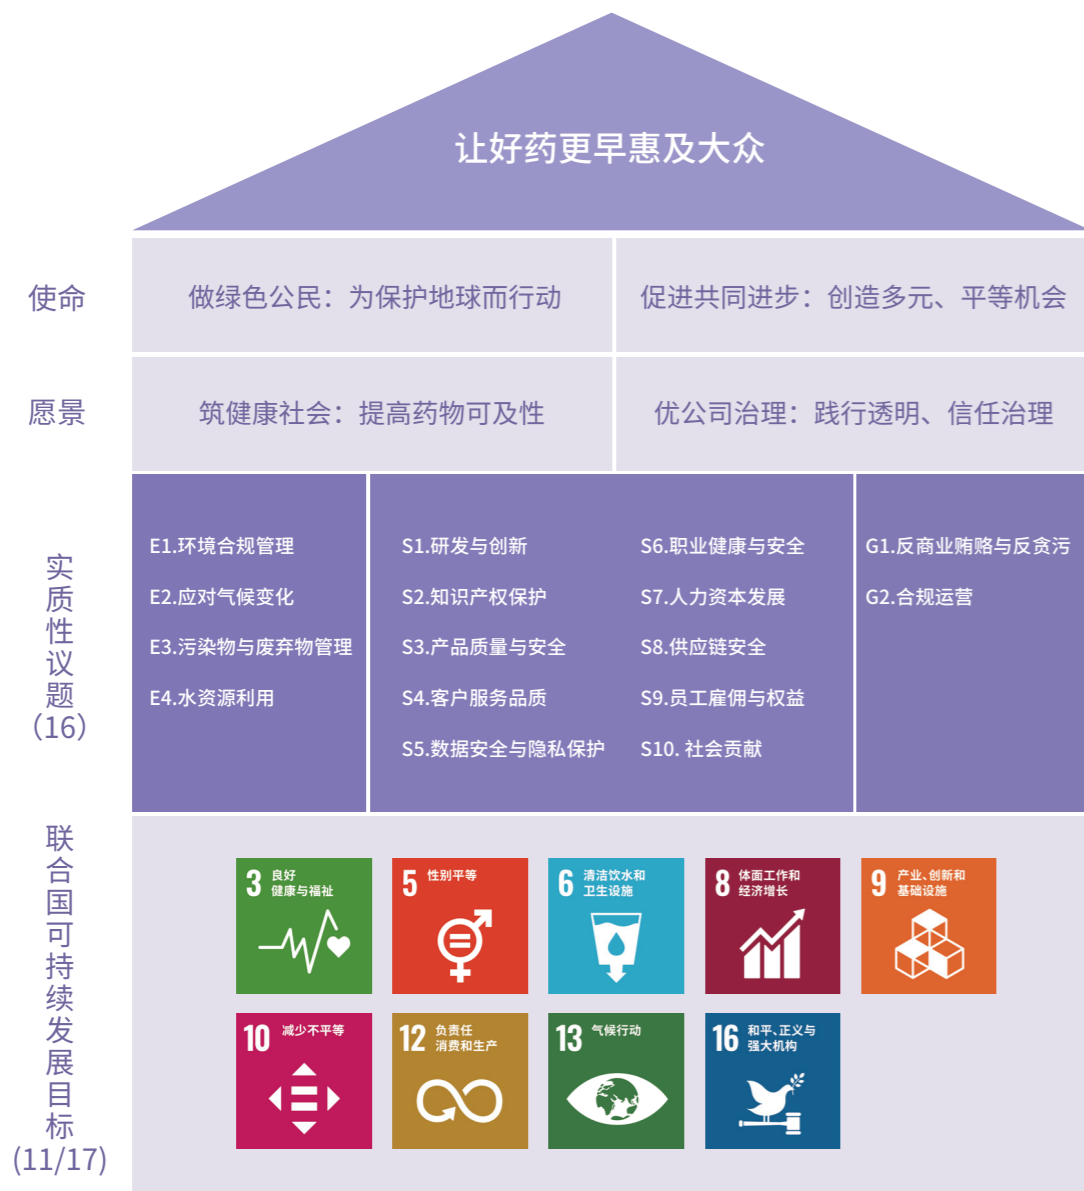 让好药更早惠及大众
使命
做绿色公民：为保护地球而行动
促进共同进步：创造多元、平等机会
愿景
筑健康社会：提高药物可及性
优公司治理：践行透明、信任治理
实质性议题
（16）
E1.环境合规管理
E2.应对气候变化
E3.污染物与废弃物管理
E4.水资源利用
S1.研发与创新
S2.知识产权保护
S3.产品质量与安全
S4.客户服务品质
S5.数据安全与隐私保护
S6.职业健康与安全
S7.人力资本发展
S8.供应链安全
S9.员工雇佣与权益
S10. 社会贡献
G1.反商业贿赂与反贪污
G2.合规运营
联合国可持续发展目标
(11/17)
3 良好
健康与福祉
5 性别平等
6 清洁饮水和
卫生设施
8 体面工作和
经济增长
9 产业、创新和
基础设施
10 减少不平等
12 负责任
消费和生产
13 气候行动
16 和平、正义与
强大机构